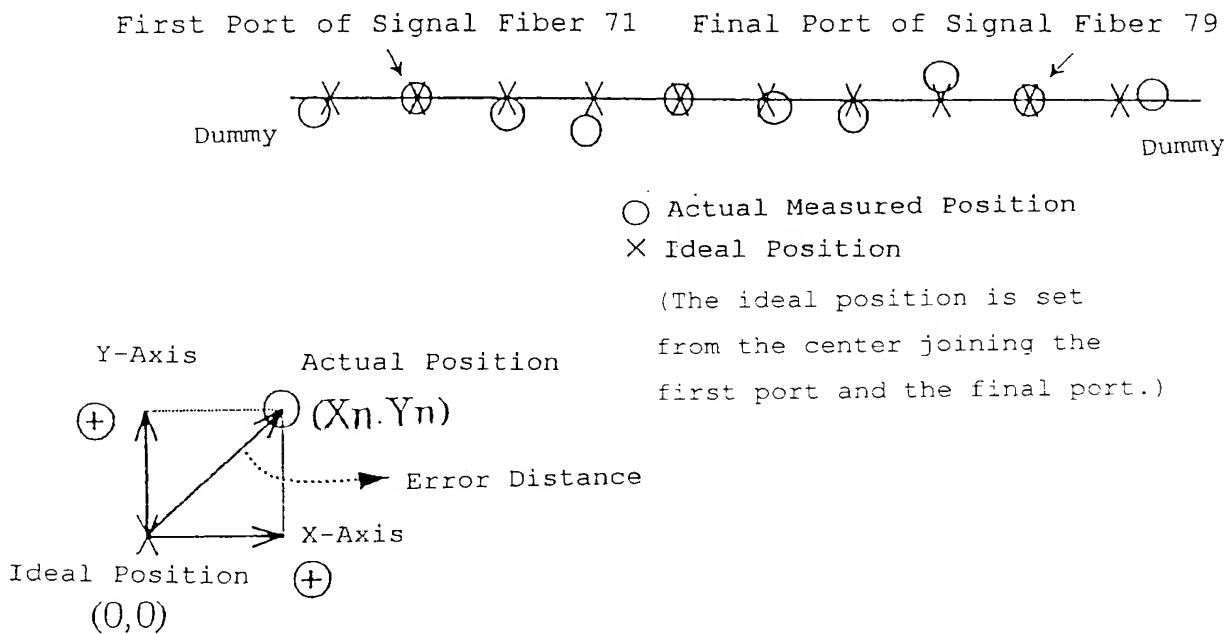 First Port of Signal Fiber 71
Final Port of Signal Fiber 79
Dummy
Dummy
Actual Measured Position
Ideal Position
(The ideal position is set
from the center joining the
first port and the final port.)
Y-Axis
Actual Position
(Xn.Yn)
Error Distance
X-Axis
Ideal Position
(0,0)